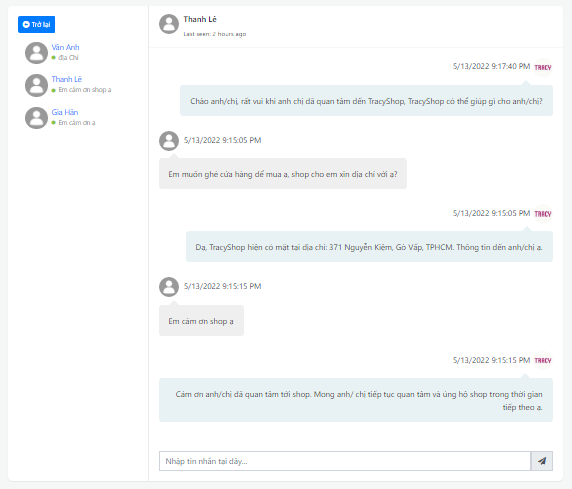 Trở lại
Vân Anh
địa Chỉ
Thanh Lê
Em cảm ơn shop ạ
Gia Hân
Em cảm ơn ạ
Thanh Lê
Last seen: 2 hours ago
5/13/2022 9:17:40 PM TRACY
Chào anh/chị, rất vui khi anh chị đã quan tâm đến TracyShop, TracyShop có thể giúp gì cho anh/chị?
5/13/2022 9:15:05 PM
Em muốn ghé cửa hàng để mua ạ, shop cho em xin địa chỉ với ạ?
5/13/2022 9:15:05 PM TRACY
Dạ, TracyShop hiện có mặt tại địa chỉ: 371 Nguyễn Kiệm, Gò Vấp, TPHCM. Thông tin đến anh/chị ạ.
5/13/2022 9:15:15 PM
Em cảm ơn shop ạ
5/13/2022 9:15:15 PM TRACY
Cảm ơn anh/chị đã quan tâm tới shop. Mong anh/ chị tiếp tục quan tâm và ủng hộ shop trong thời gian
tiếp theo ạ.
Nhập tin nhắn tại đây...